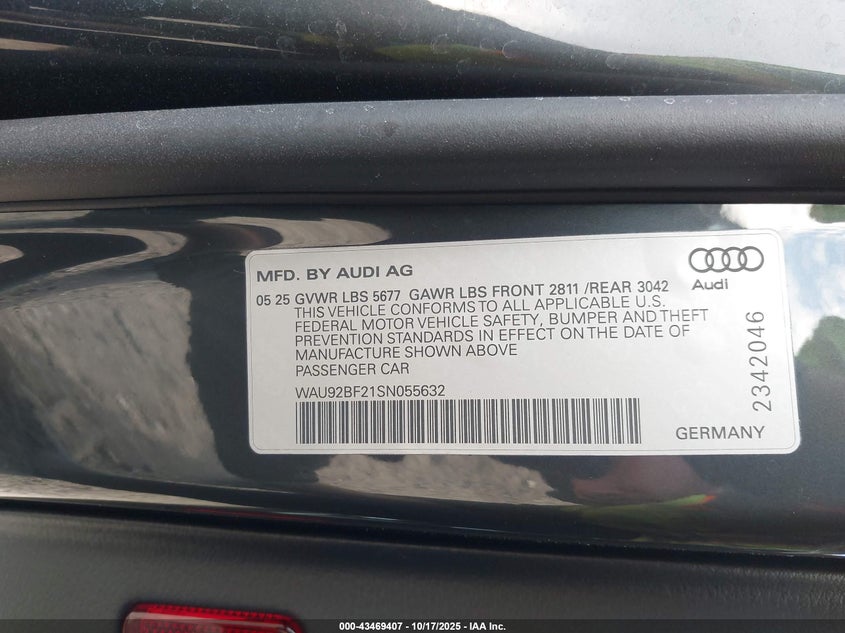 MFD. BY AUDI AG
Audi
05 25 GVWR LBS 5677 GAWR LBS FRONT 2811 /REAR 3042
THIS VEHICLE CONFORMS TO ALL APPLICABLE U.S.
FEDERAL MOTOR VEHICLE SAFETY, BUMPER AND THEFT
PREVENTION STANDARDS IN EFFECT ON THE DATE OF
MANUFACTURE SHOWN ABOVE
PASSENGER CAR
WAU92BF21SN055632
2342046
GERMANY
000-43469407 - 10/17/2025 - IAA Inc.